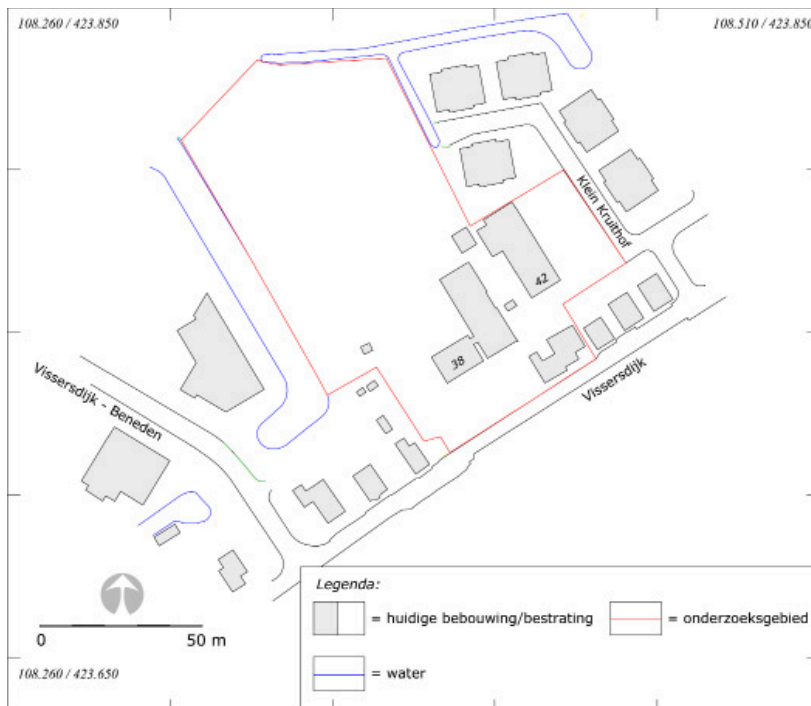 108.260 / 423.850
108.510 / 423.850
Klein Kruithof
42
38
Vissersdijk
Vissersdijk - Beneden
0
50 m
Legenda:
= huidige bebouwing/bestrating
= onderzoeksgebied
= water
108.260 / 423.650